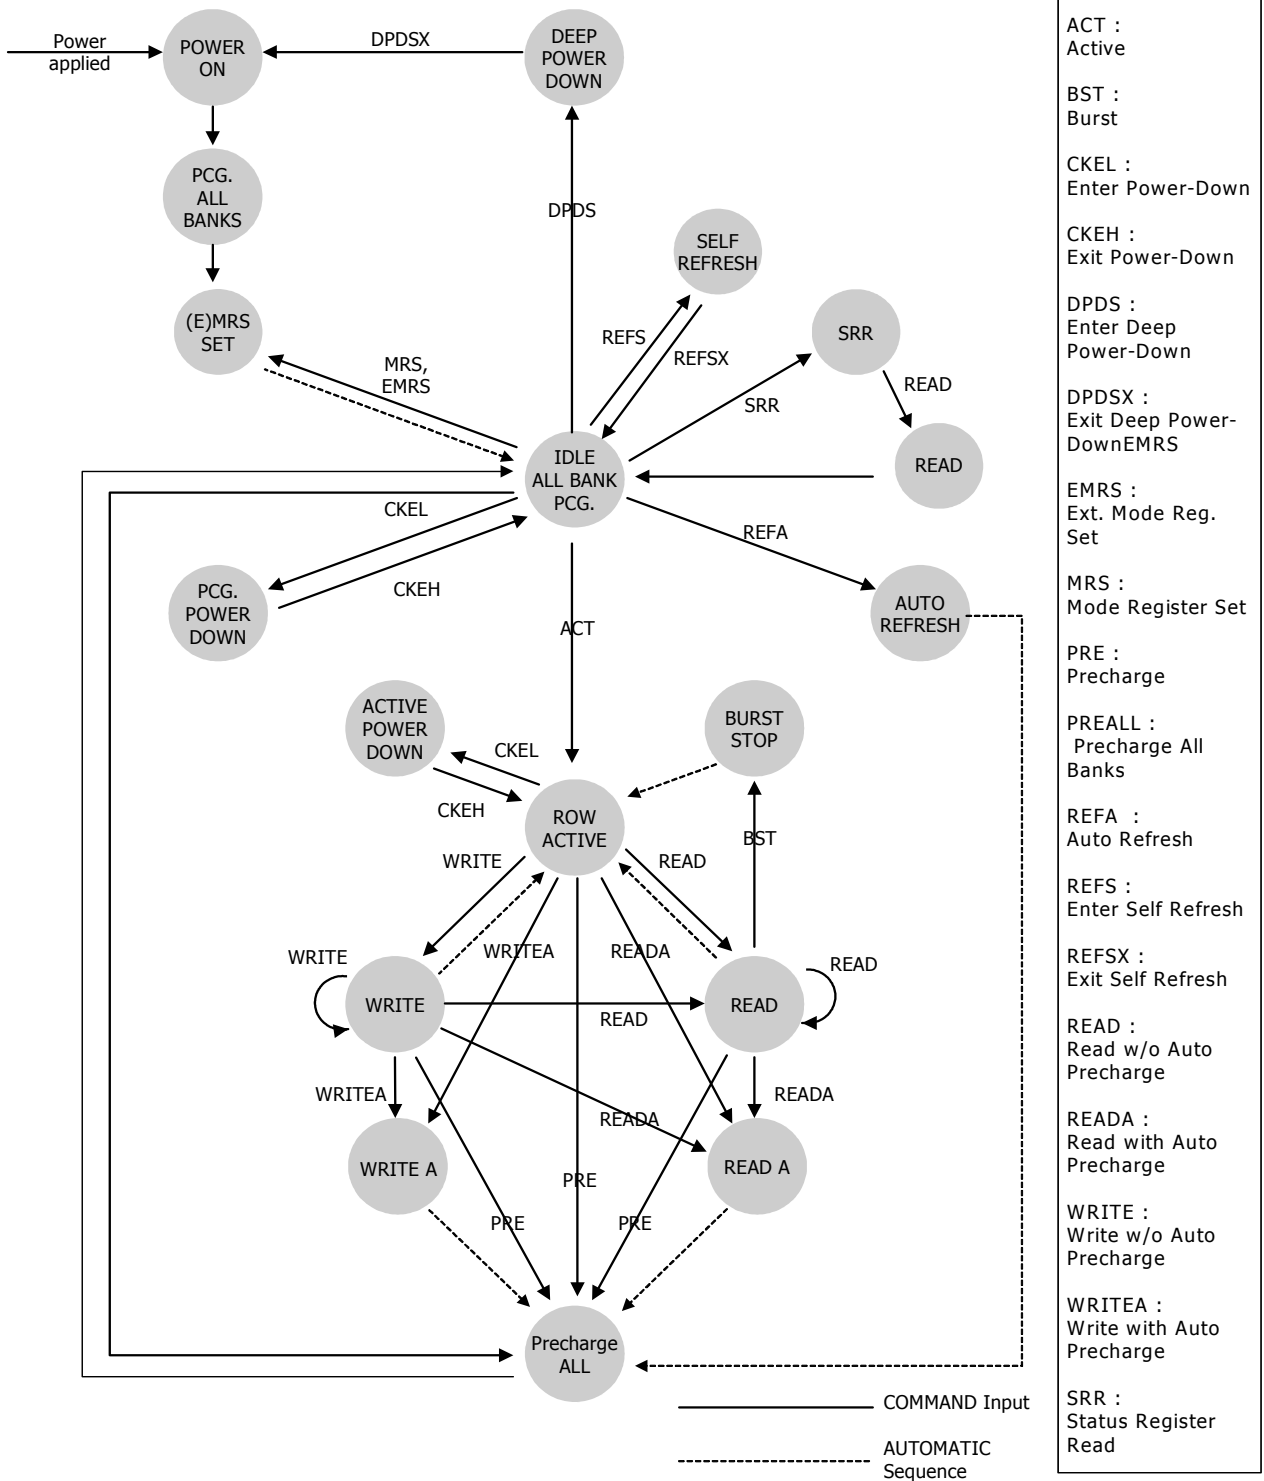 Power
applied
POWER
ON
DPDSX
DEEP
POWER
DOWN
PCG.
ALL
BANKS
DPDS
SELF
REFRESH
(E)MRS
SET
MRS,
EMRS
REFS
REFSX
SRR
SRR
READ
READ
IDLE
ALL BANK
PCG.
CKEL
CKEH
REFA
PCG.
POWER
DOWN
AUTO
REFRESH
ACT
ACTIVE
POWER
DOWN
BURST
STOP
CKEL
CKEH
ROW
ACTIVE
BST
WRITE
READ
WRITEA
READA
WRITE
READ
WRITE
READ
READ
WRITEA
READA
READA
WRITE A
READ A
PRE
PRE
PRE
Precharge
ALL
COMMAND Input
AUTOMATIC
Sequence
ACT :
Active
BST :
Burst
CKEL :
Enter Power-Down
CKEH :
Exit Power-Down
DPDS :
Enter Deep
Power-Down
DPDSX :
Exit Deep Power-
DownEMRS
EMRS :
Ext. Mode Reg.
Set
MRS :
Mode Register Set
PRE :
Precharge
PREALL :
Precharge All
Banks
REFA :
Auto Refresh
REFS :
Enter Self Refresh
REFSX :
Exit Self Refresh
READ :
Read w/o Auto
Precharge
READA :
Read with Auto
Precharge
WRITE :
Write w/o Auto
Precharge
WRITEA :
Write with Auto
Precharge
SRR :
Status Register
Read